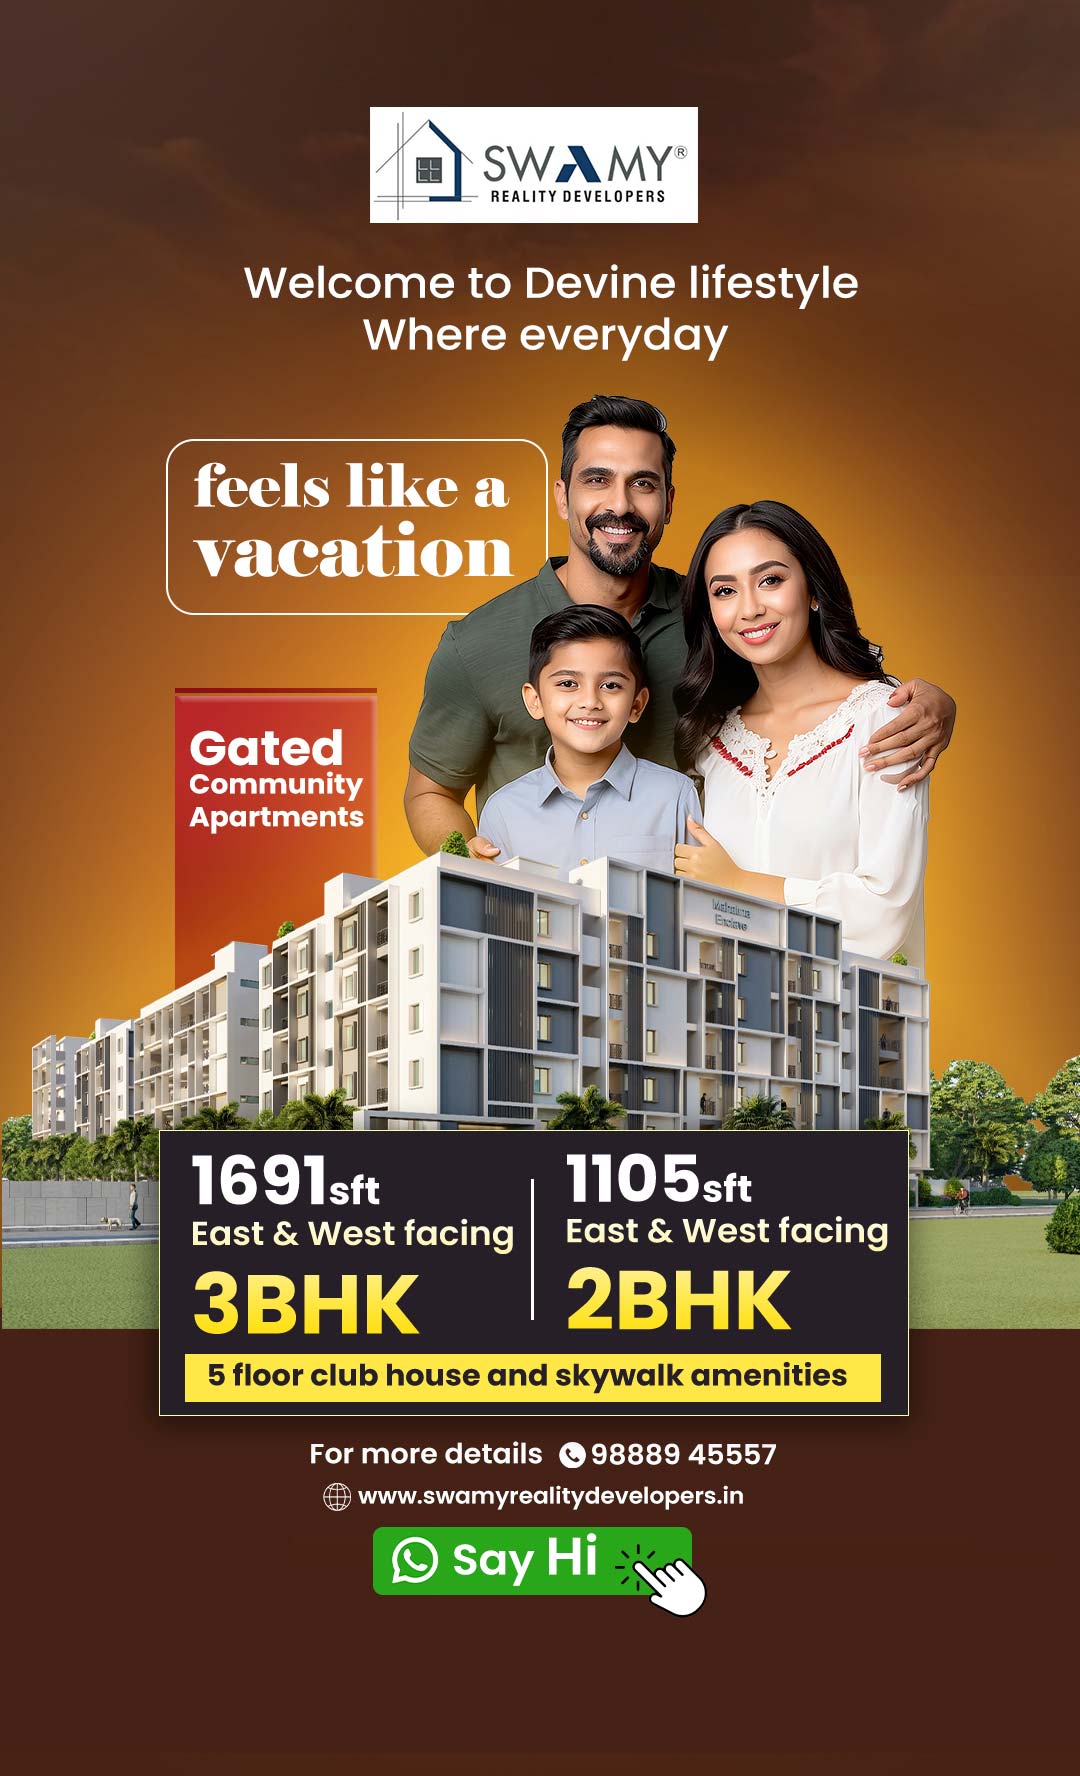 SWAMY®
REALITY DEVELOPERS
Welcome to Devine lifestyle
Where everyday
feels like a
vacation
Gated
Community
Apartments
Mahatma
Enclave
1691sft
East & West facing
3BHK
1105sft
East & West facing
2BHK
5 floor club house and skywalk amenities
For more details 98889 45557
www.swamyrealitydevelopers.in
Say Hi